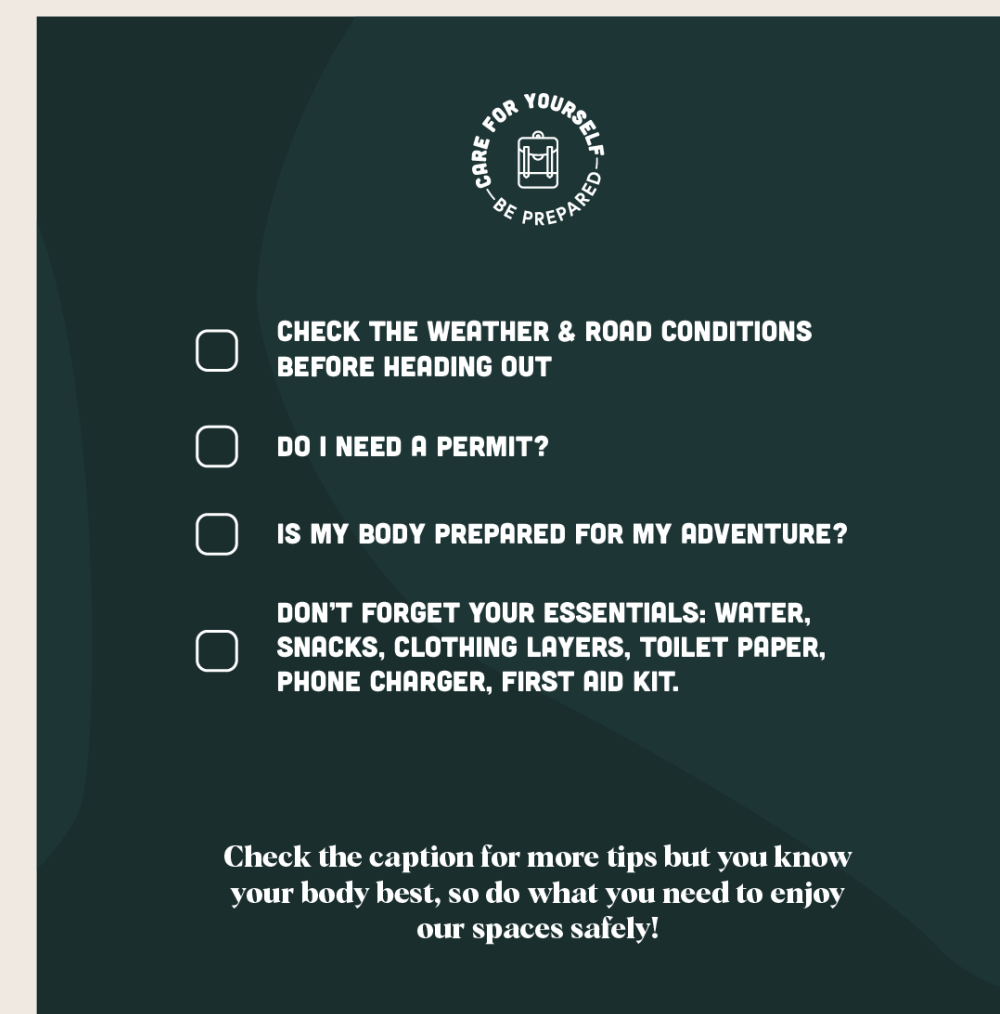 CARE FOR YOURSELF
—BE PREPARED—
CHECK THE WEATHER & ROAD CONDITIONS
BEFORE HEADING OUT
DO I NEED A PERMIT?
IS MY BODY PREPARED FOR MY ADVENTURE?
DON'T FORGET YOUR ESSENTIALS: WATER,
SNACKS, CLOTHING LAYERS, TOILET PAPER,
PHONE CHARGER, FIRST AID KIT.
Check the caption for more tips but you know
your body best, so do what you need to enjoy
our spaces safely!